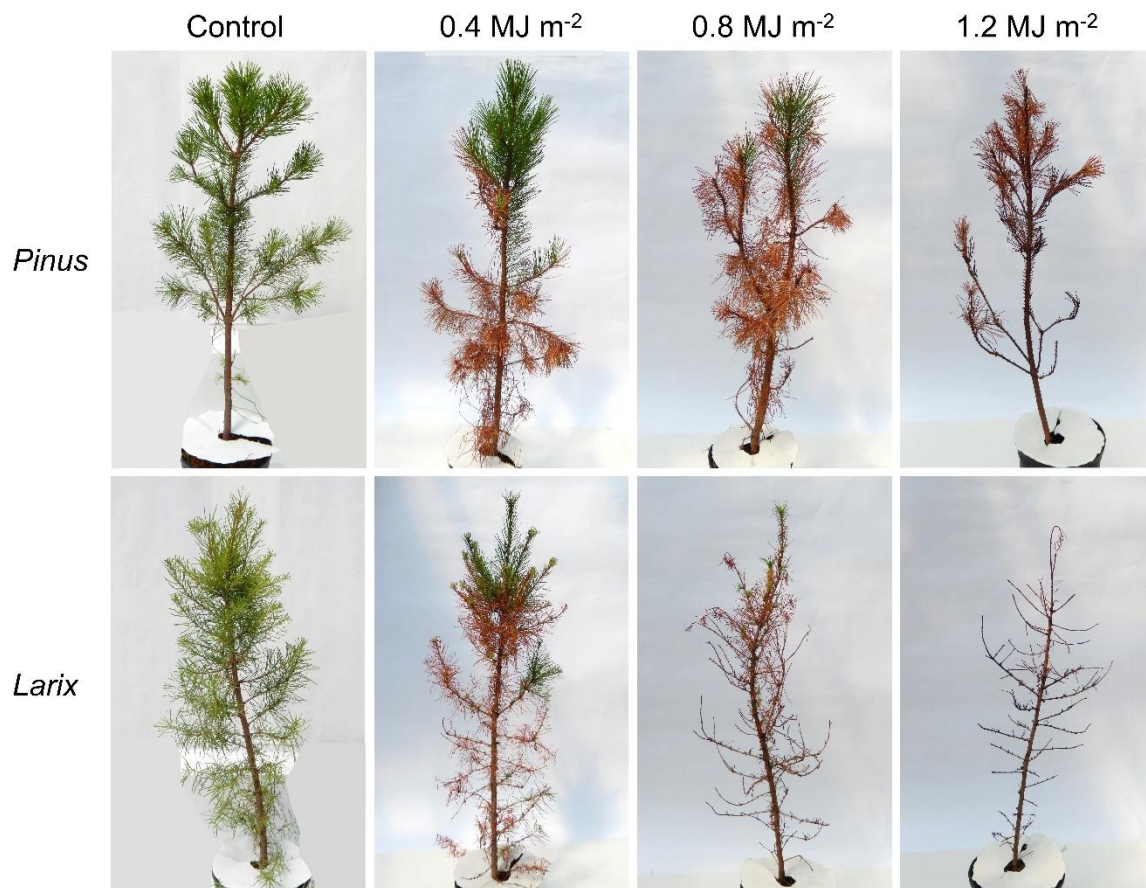 Control
0.4 MJ m⁻²
0.8 MJ m⁻²
1.2 MJ m⁻²
Pinus
Larix